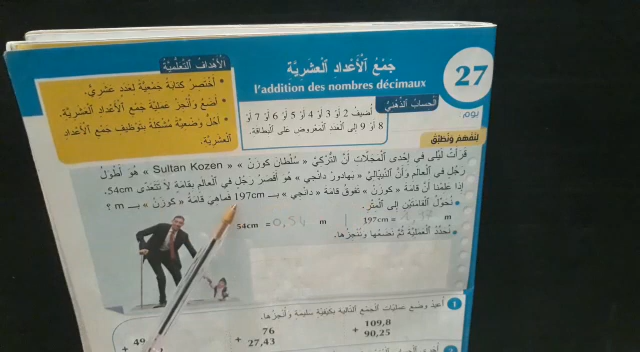 27
جَمْعُ الْأَعْدَادِ الْعَشَرِيَّةِ
l'addition des nombres décimaux
الْأَهْدَافُ التَّعَلُّمِيَّةُ
• أَخْتَصِرُ كِتَابَةً جَمْعِيَّةً لِعَدَدٍ عَشَرِيٍّ.
• أَضَعُ وَأُنْجِزُ عَمَلِيَّةَ جَمْعِ الْأَعْدَادِ الْعَشَرِيَّةِ.
• أَحُلُّ وَضْعِيَّةً مُشْكِلَةً بِتَوْظِيفِ جَمْعِ الْأَعْدَادِ
الْعَشَرِيَّةِ.
الْحِسَابُ الذِّهْنِيُّ
أُضِيفُ 2 أَوْ 3 أَوْ 4 أَوْ 5 أَوْ 6 أَوْ 7 أَوْ
8 أَوْ 9 إِلَى الْعَدَدِ الْمَعْرُوضِ عَلَى الْبِطَاقَةِ.
لِنَفْهَمْ وَنُطَبِّقْ
قَرَأَتْ لَيْلَى فِي إِحْدَى الْمَجَلَّاتِ أَنَّ التُّرْكِيَّ « سُلْطَان كُوزَنْ » « Sultan Kozen » هُوَ أَطْوَلُ
رَجُلٍ فِي الْعَالَمِ وَأَنَّ النِّيبَالِيَّ « بَهَادُورْ دَانْجِي » هُوَ أَقْصَرُ رَجُلٍ فِي الْعَالَمِ بِقَامَةٍ لَا تَتَعَدَّى 54cm.
إِذَا عَلِمْنَا أَنَّ قَامَةَ « كُوزَنْ » تَفُوقُ قَامَةَ « دَانْجِي » بِـ 197cm فَمَا هِيَ قَامَةُ « كُوزَنْ » بِـ m ؟
• نُحَوِّلُ الْقَامَتَيْنِ إِلَى الْمِتْرِ.
54cm = 0,54 m | 197cm = 1,97 m
• نُحَدِّدُ الْعَمَلِيَّةَ ثُمَّ نَضَعُهَا وَنُنْجِزُهَا.
1 أُعِيدُ وَضْعَ عَمَلِيَّاتِ الْجَمْعِ التَّالِيَةِ بِكَيْفِيَّةٍ سَلِيمَةٍ وَأُنْجِزُهَا.
109,8
+ 90,25
76
+ 27,43
49
+